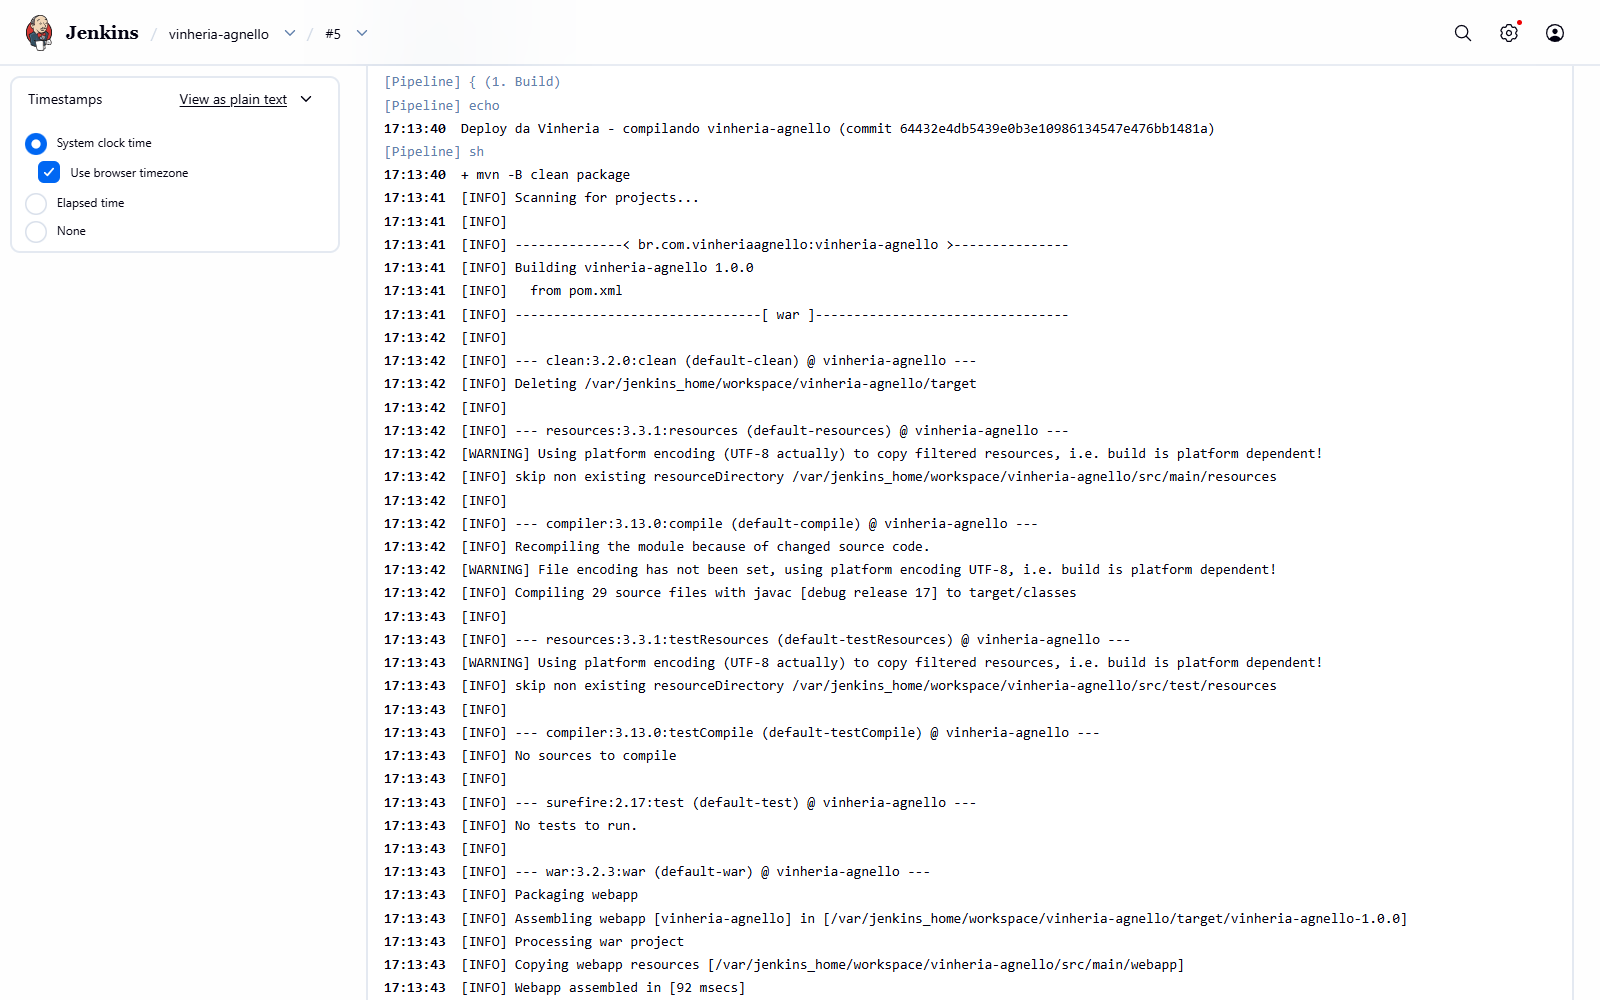 Jenkins / vinheria-agnello / #5
Timestamps View as plain text
System clock time
Use browser timezone
Elapsed time
None
[Pipeline] { (1. Build)
[Pipeline] echo
17:13:40 Deploy da Vinheria - compilando vinheria-agnello (commit 64432e4db5439e0b3e10986134547e476bb1481a)
[Pipeline] sh
17:13:40 + mvn -B clean package
17:13:41 [INFO] Scanning for projects...
17:13:41 [INFO]
17:13:41 [INFO] --------------< br.com.vinheriaagnello:vinheria-agnello >---------------
17:13:41 [INFO] Building vinheria-agnello 1.0.0
17:13:41 [INFO]   from pom.xml
17:13:41 [INFO] --------------------------------[ war ]---------------------------------
17:13:42 [INFO]
17:13:42 [INFO] --- clean:3.2.0:clean (default-clean) @ vinheria-agnello ---
17:13:42 [INFO] Deleting /var/jenkins_home/workspace/vinheria-agnello/target
17:13:42 [INFO]
17:13:42 [INFO] --- resources:3.3.1:resources (default-resources) @ vinheria-agnello ---
17:13:42 [WARNING] Using platform encoding (UTF-8 actually) to copy filtered resources, i.e. build is platform dependent!
17:13:42 [INFO] skip non existing resourceDirectory /var/jenkins_home/workspace/vinheria-agnello/src/main/resources
17:13:42 [INFO]
17:13:42 [INFO] --- compiler:3.13.0:compile (default-compile) @ vinheria-agnello ---
17:13:42 [INFO] Recompiling the module because of changed source code.
17:13:42 [WARNING] File encoding has not been set, using platform encoding UTF-8, i.e. build is platform dependent!
17:13:42 [INFO] Compiling 29 source files with javac [debug release 17] to target/classes
17:13:43 [INFO]
17:13:43 [INFO] --- resources:3.3.1:testResources (default-testResources) @ vinheria-agnello ---
17:13:43 [WARNING] Using platform encoding (UTF-8 actually) to copy filtered resources, i.e. build is platform dependent!
17:13:43 [INFO] skip non existing resourceDirectory /var/jenkins_home/workspace/vinheria-agnello/src/test/resources
17:13:43 [INFO]
17:13:43 [INFO] --- compiler:3.13.0:testCompile (default-testCompile) @ vinheria-agnello ---
17:13:43 [INFO] No sources to compile
17:13:43 [INFO]
17:13:43 [INFO] --- surefire:2.17:test (default-test) @ vinheria-agnello ---
17:13:43 [INFO] No tests to run.
17:13:43 [INFO]
17:13:43 [INFO] --- war:3.2.3:war (default-war) @ vinheria-agnello ---
17:13:43 [INFO] Packaging webapp
17:13:43 [INFO] Assembling webapp [vinheria-agnello] in [/var/jenkins_home/workspace/vinheria-agnello/target/vinheria-agnello-1.0.0]
17:13:43 [INFO] Processing war project
17:13:43 [INFO] Copying webapp resources [/var/jenkins_home/workspace/vinheria-agnello/src/main/webapp]
17:13:43 [INFO] Webapp assembled in [92 msecs]